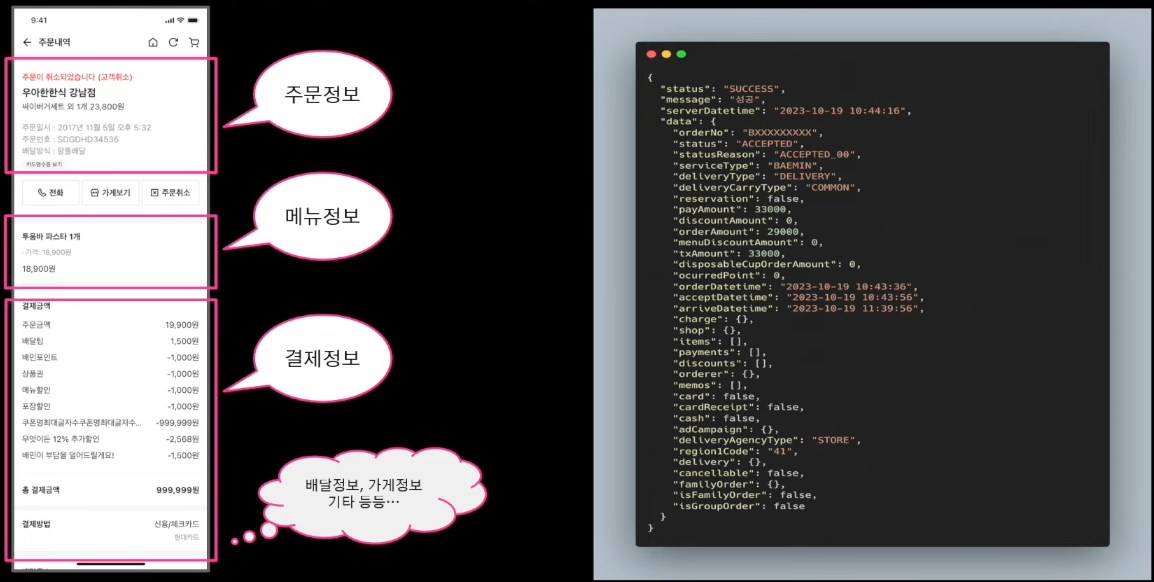 9:41
주문내역
주문이 취소되었습니다 (고객취소)
우아한한식 강남점
싸이버거세트 외 1개 23,800원
주문일시 : 2017년 11월 5일 오후 5:32
주문번호 : SDGDHD34536
배달방식 : 알뜰배달
카드영수증 보기
전화
가게보기
주문취소
투움바 파스타 1개
· 가격: 18,900원
18,900원
결제금액
주문금액 19,900원
배달팁 1,500원
배민포인트 -1,000원
상품권 -1,000원
메뉴할인 -1,000원
포장할인 -1,000원
쿠폰명최대글자수쿠폰명최대글자수... -999,999원
무엇이든 12% 추가할인 -2,568원
배민이 부담을 덜어드릴게요! -1,500원
총 결제금액 999,999원
결제방법 신용/체크카드
현대카드
주문정보
메뉴정보
결제정보
배달정보, 가게정보
기타 등등…
{
"status": "SUCCESS",
"message": "성공",
"serverDatetime": "2023-10-19 10:44:16",
"data": {
"orderNo": "BXXXXXXXXX",
"status": "ACCEPTED",
"statusReason": "ACCEPTED_00",
"serviceType": "BAEMIN",
"deliveryType": "DELIVERY",
"deliveryCarryType": "COMMON",
"reservation": false,
"payAmount": 33000,
"discountAmount": 0,
"orderAmount": 29000,
"menuDiscountAmount": 0,
"txAmount": 33000,
"disposableCupOrderAmount": 0,
"ocurredPoint": 0,
"orderDatetime": "2023-10-19 10:43:36",
"acceptDatetime": "2023-10-19 10:43:56",
"arriveDatetime": "2023-10-19 11:39:56",
"charge": {},
"shop": {},
"items": [],
"payments": [],
"discounts": [],
"orderer": {},
"memos": [],
"card": false,
"cardReceipt": false,
"cash": false,
"adCampaign": {},
"deliveryAgencyType": "STORE",
"region1Code": "41",
"delivery": {},
"cancellable": false,
"familyOrder": {},
"isFamilyOrder": false,
"isGroupOrder": false
}
}